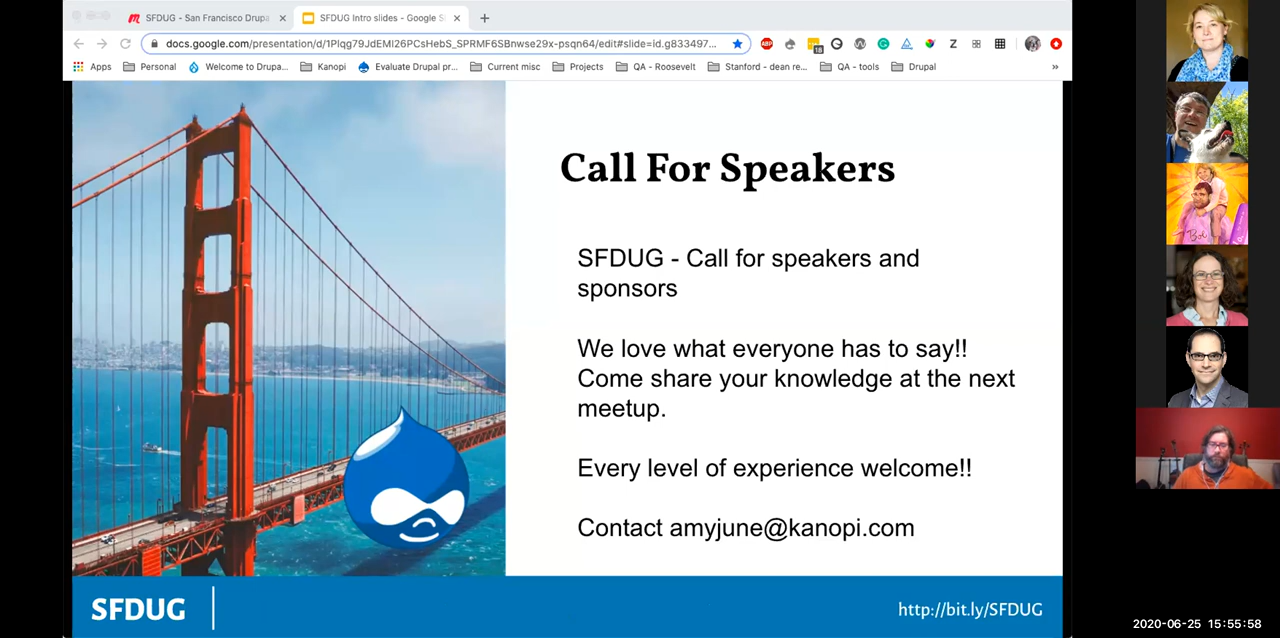 SFDUG - San Francisco Drupa
SFDUG Intro slides - Google S
docs.google.com/presentation/d/1Plqg79JdEMI26PCsHebS_SPRMF6SBnwse29x-psqn64/edit#slide=id.g833497...
ABP
18
Z
Apps
Personal
Welcome to Drupa...
Kanopi
Evaluate Drupal pr...
Current misc
Projects
QA - Roosevelt
Stanford - dean re...
QA - tools
Drupal
»
Call For Speakers
SFDUG - Call for speakers and
sponsors
We love what everyone has to say!!
Come share your knowledge at the next
meetup.
Every level of experience welcome!!
Contact amyjune@kanopi.com
SFDUG
http://bit.ly/SFDUG
2020-06-25 15:55:58